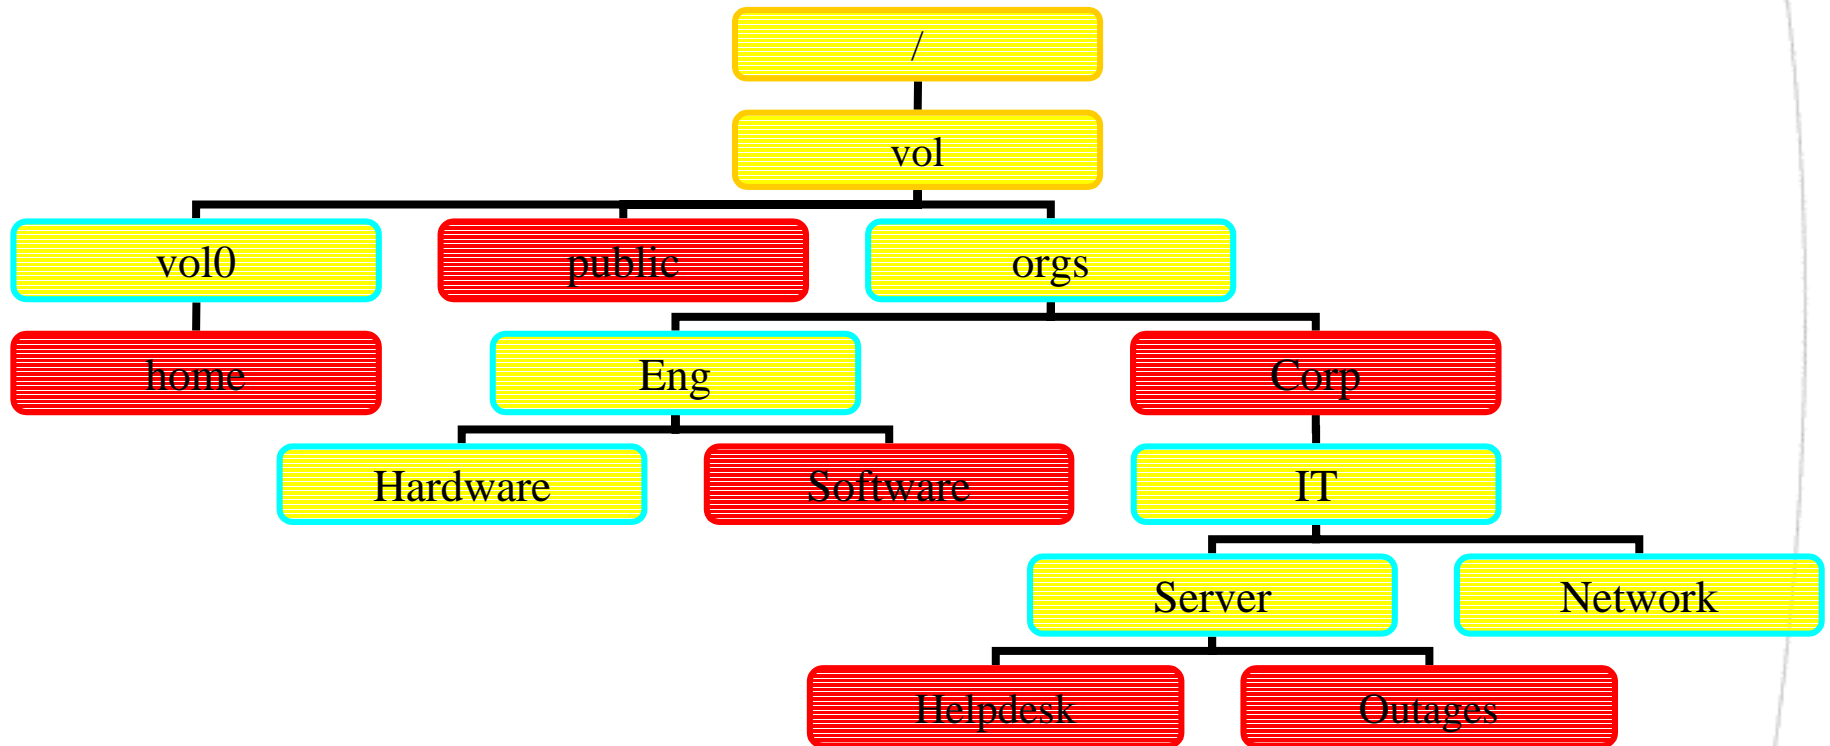 /
vol
vol0
public
orgs
home
Eng
Corp
Hardware
Software
IT
Server
Network
Helpdesk
Outages